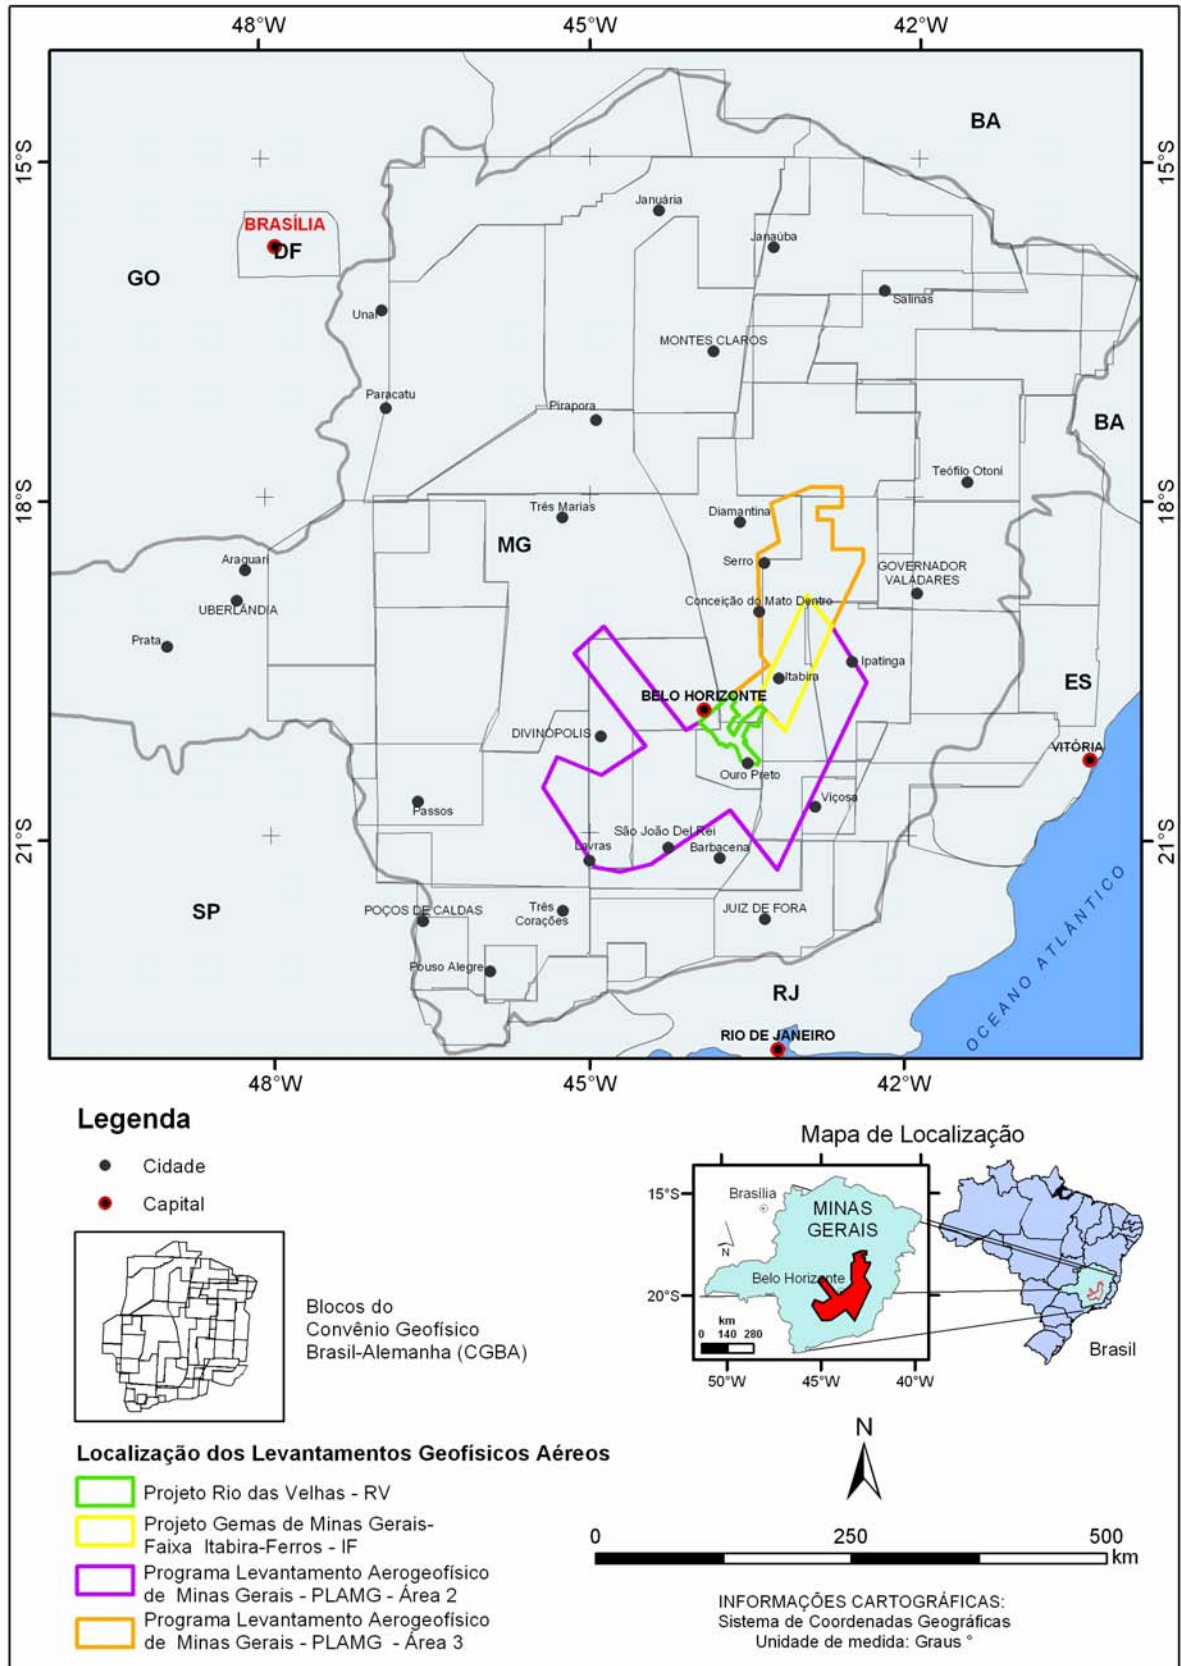 48°W 45°W 42°W
BA
15°S 15°S
Januária
BRASÍLIA
DF
Janaúba
GO
Salinas
Unaí
MONTES CLAROS
Paracatu
Pirapora
BA
Teófilo Otoni
18°S 18°S
Três Marias
Diamantina
MG
Araguari
Serro
GOVERNADOR
VALADARES
UBERLÂNDIA
Conceição do Mato Dentro
Prata
Ipatinga
Itabira
ES
BELO HORIZONTE
DIVINÓPOLIS
VITÓRIA
Ouro Preto
Passos
Viçosa
São João Del Rei
21°S 21°S
Lavras
Barbacena
SP
POÇOS DE CALDAS
Três
Corações
JUIZ DE FORA
Pouso Alegre
OCEANO ATLÂNTICO
RJ
RIO DE JANEIRO
48°W 45°W 42°W
Legenda
Cidade
Capital
Blocos do
Convênio Geofísico
Brasil-Alemanha (CGBA)
Mapa de Localização
15°S
Brasília
MINAS
GERAIS
N
Belo Horizonte
20°S
km
0 140 280
50°W 45°W 40°W
Brasil
Localização dos Levantamentos Geofísicos Aéreos
Projeto Rio das Velhas - RV
Projeto Gemas de Minas Gerais-
Faixa Itabira-Ferros - IF
Programa Levantamento Aerogeofísico
de Minas Gerais - PLAMG - Área 2
Programa Levantamento Aerogeofísico
de Minas Gerais - PLAMG - Área 3
N
0 250 500
km
INFORMAÇÕES CARTOGRÁFICAS:
Sistema de Coordenadas Geográficas
Unidade de medida: Graus °